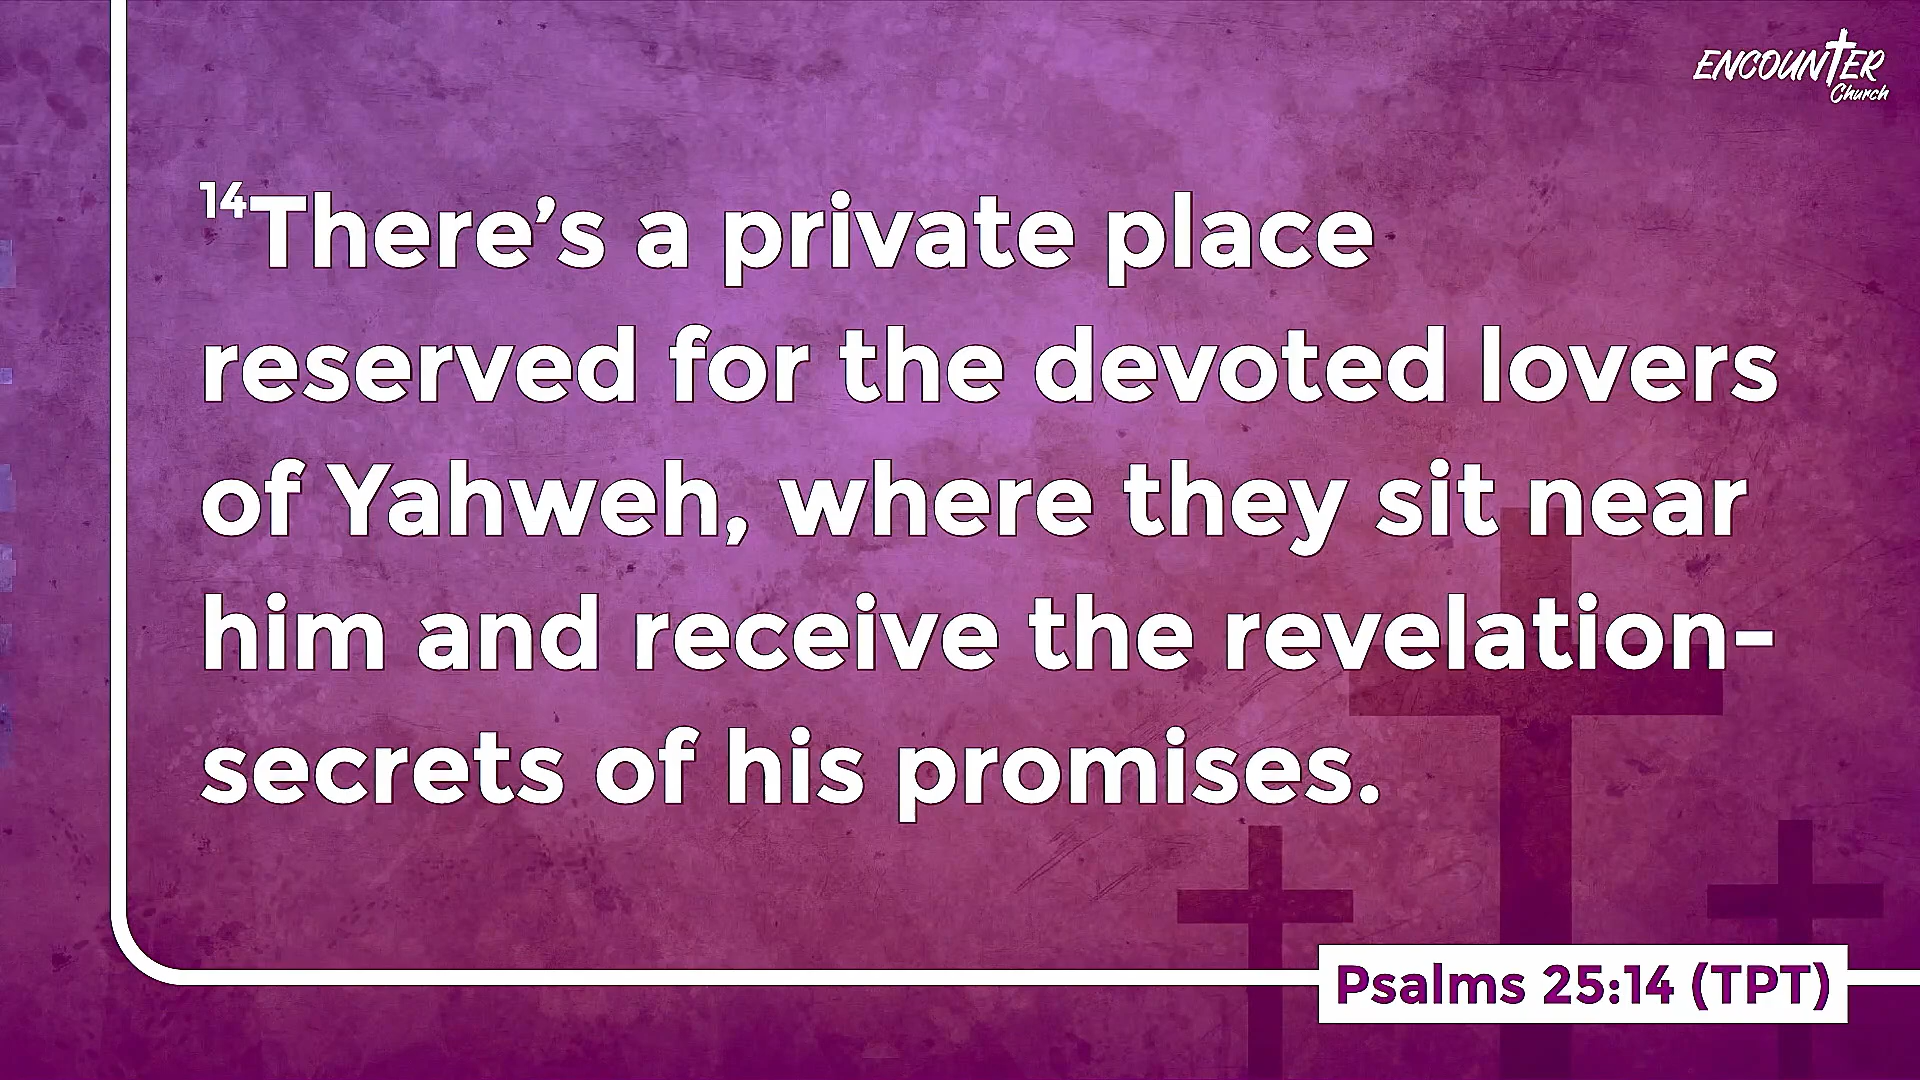 ENCOUNTER
Church
14There’s a private place
reserved for the devoted lovers
of Yahweh, where they sit near
him and receive the revelation-
secrets of his promises.
Psalms 25:14 (TPT)